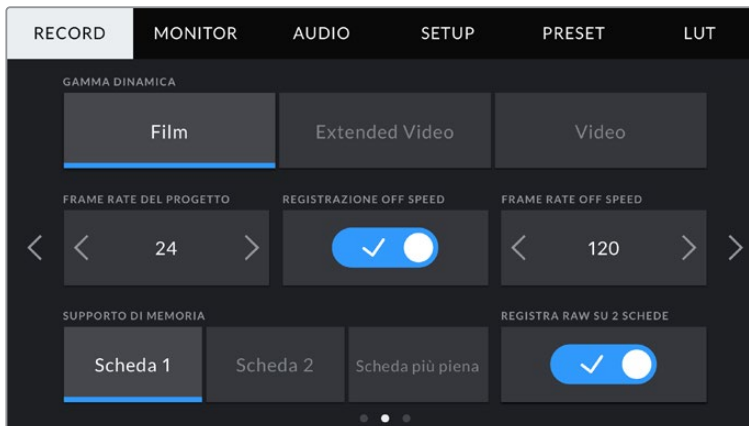 RECORD MONITOR AUDIO SETUP PRESET LUT
GAMMA DINAMICA
Film Extended Video Video
FRAME RATE DEL PROGETTO REGISTRAZIONE OFF SPEED FRAME RATE OFF SPEED
24 120
SUPPORTO DI MEMORIA REGISTRA RAW SU 2 SCHEDE
Scheda 1 Scheda 2 Scheda più piena